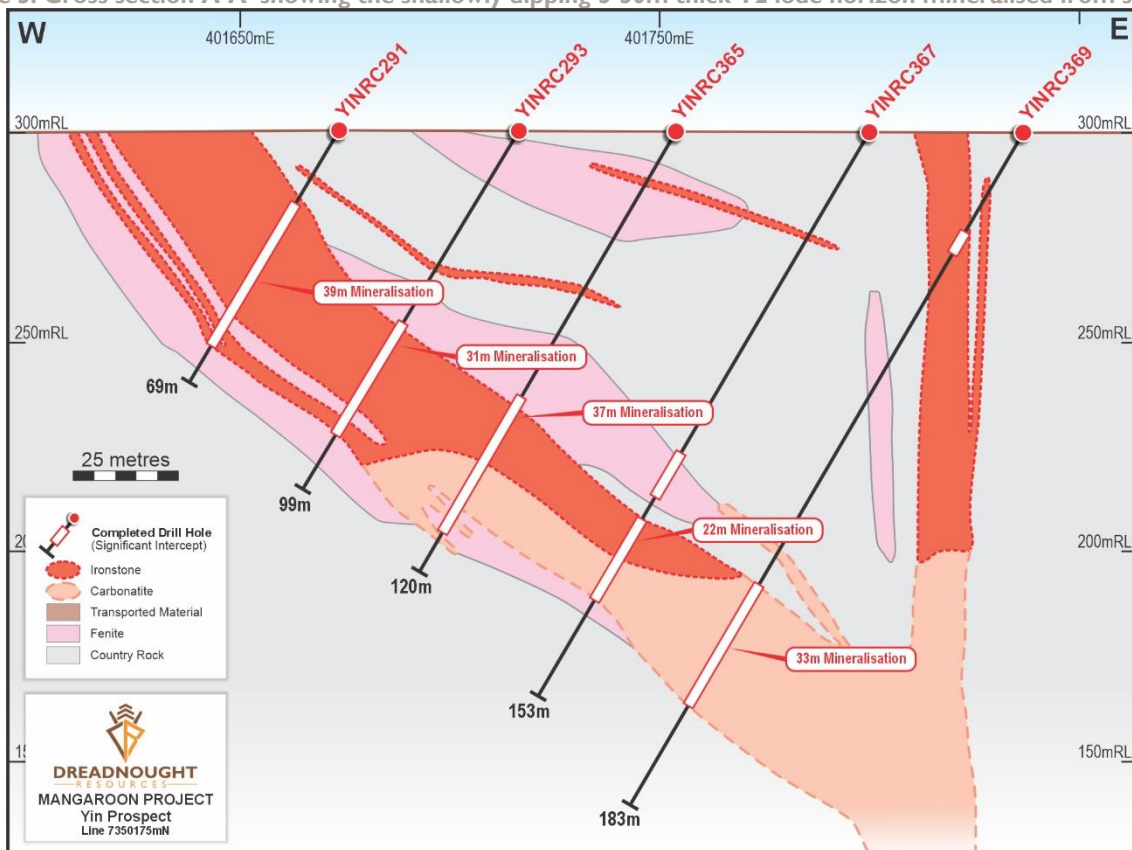 W
E
401650mE
401750mE
YINRC291
YINRC293
YINRC365
YINRC367
YINRC369
300mRL
300mRL
39m Mineralisation
250mRL
250mRL
31m Mineralisation
69m
37m Mineralisation
25 metres
99m
22m Mineralisation
200mRL
120m
33m Mineralisation
153m
150mRL
183m
Completed Drill Hole
(Significant Intercept)
Ironstone
Carbonatite
Transported Material
Fenite
Country Rock
DREADNOUGHT
RESOURCES
MANGAROON PROJECT
Yin Prospect
Line 7350175mN